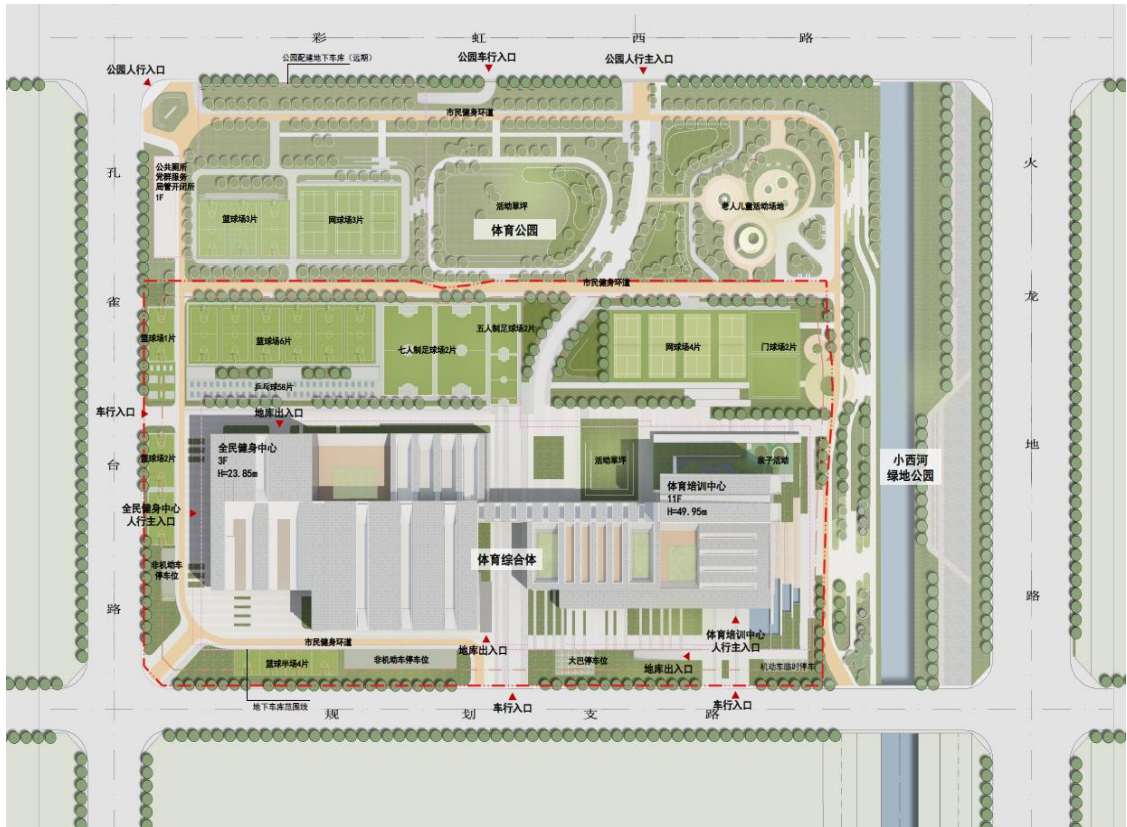 彩虹西路
公园配建地下车库（远期）
公园车行入口
公园人行主入口
公园人行入口
市民健身环道
孔雀台路
火龙地路
公共厕所
党群服务
局管开闭所
1F
篮球场3片
网球场3片
活动草坪
体育公园
老人儿童活动场地
市民健身环道
篮球场1片
篮球场6片
七人制足球场2片
五人制足球场2片
网球场4片
门球场2片
乒乓球58片
车行入口
地库出入口
篮球场2片
全民健身中心
3F
H=23.85m
活动草坪
亲子活动
体育培训中心
11F
H=49.95m
小西河
绿地公园
全民健身中心
人行主入口
体育综合体
非机动车
停车位
市民健身环道
地库出入口
体育培训中心
人行主入口
篮球半场4片
非机动车停车位
大巴停车位
地库出入口
机动车临时停车
地下车库范围线
车行入口
车行入口
规划支路